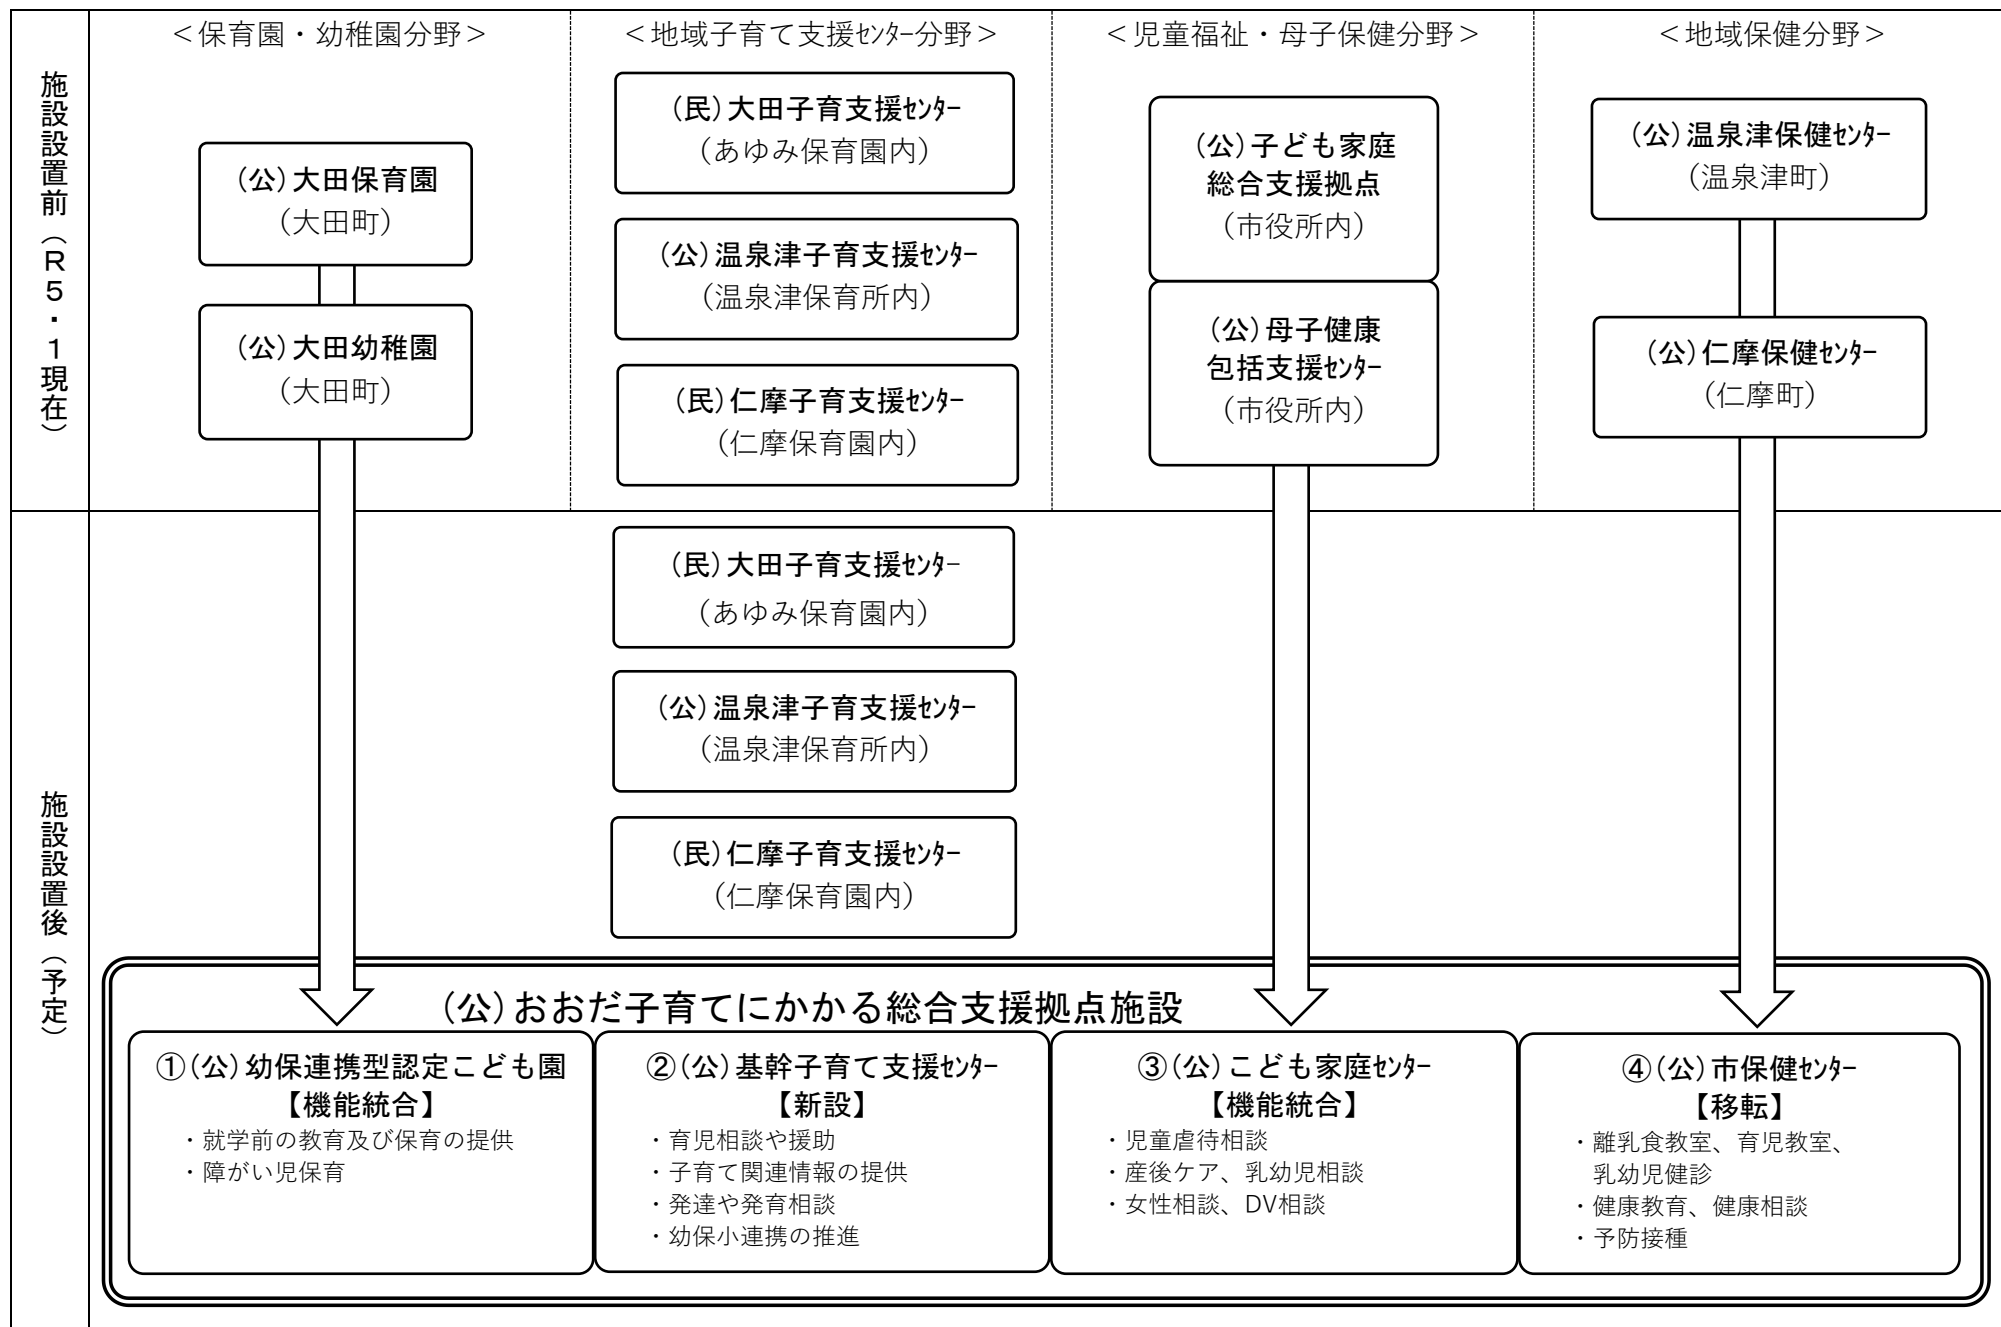 ＜保育園・幼稚園分野＞
＜地域子育て支援ｾﾝﾀｰ分野＞
＜児童福祉・母子保健分野＞
＜地域保健分野＞
施設設置前（Ｒ５・１現在）
（公）大田保育園
（大田町）
（公）大田幼稚園
（大田町）
（民）大田子育支援ｾﾝﾀｰ
（あゆみ保育園内）
（公）温泉津子育支援ｾﾝﾀｰ
（温泉津保育所内）
（民）仁摩子育支援ｾﾝﾀｰ
（仁摩保育園内）
（公）子ども家庭
総合支援拠点
（市役所内）
（公）母子健康
包括支援ｾﾝﾀｰ
（市役所内）
（公）温泉津保健ｾﾝﾀｰ
（温泉津町）
（公）仁摩保健ｾﾝﾀｰ
（仁摩町）
施設設置後（予定）
（民）大田子育支援ｾﾝﾀｰ
（あゆみ保育園内）
（公）温泉津子育支援ｾﾝﾀｰ
（温泉津保育所内）
（民）仁摩子育支援ｾﾝﾀｰ
（仁摩保育園内）
（公）おおだ子育てにかかる総合支援拠点施設
①（公）幼保連携型認定こども園
【機能統合】
・就学前の教育及び保育の提供
・障がい児保育
②（公）基幹子育て支援ｾﾝﾀｰ
【新設】
・育児相談や援助
・子育て関連情報の提供
・発達や発育相談
・幼保小連携の推進
③（公）こども家庭ｾﾝﾀｰ
【機能統合】
・児童虐待相談
・産後ケア、乳幼児相談
・女性相談、DV相談
④（公）市保健ｾﾝﾀｰ
【移転】
・離乳食教室、育児教室、
乳幼児健診
・健康教育、健康相談
・予防接種